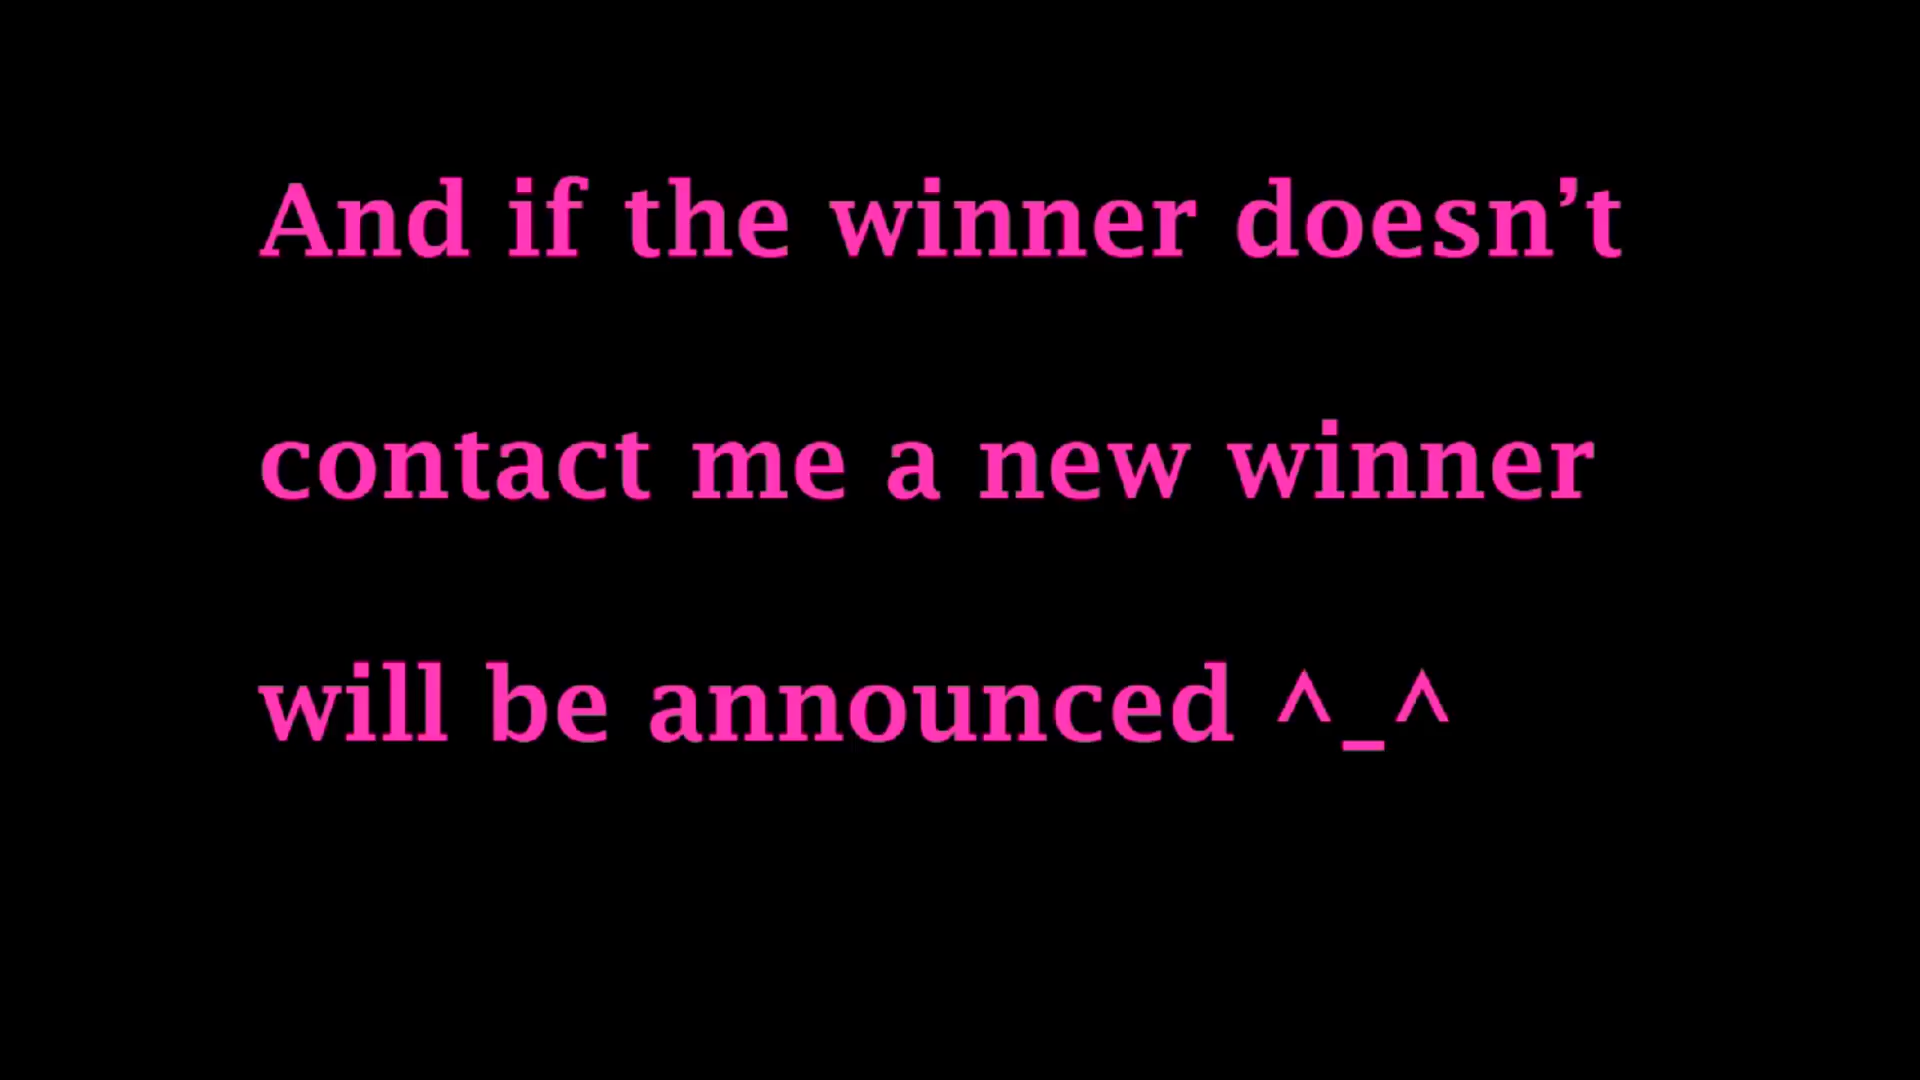 And if the winner doesn’t
contact me a new winner
will be announced ^_^